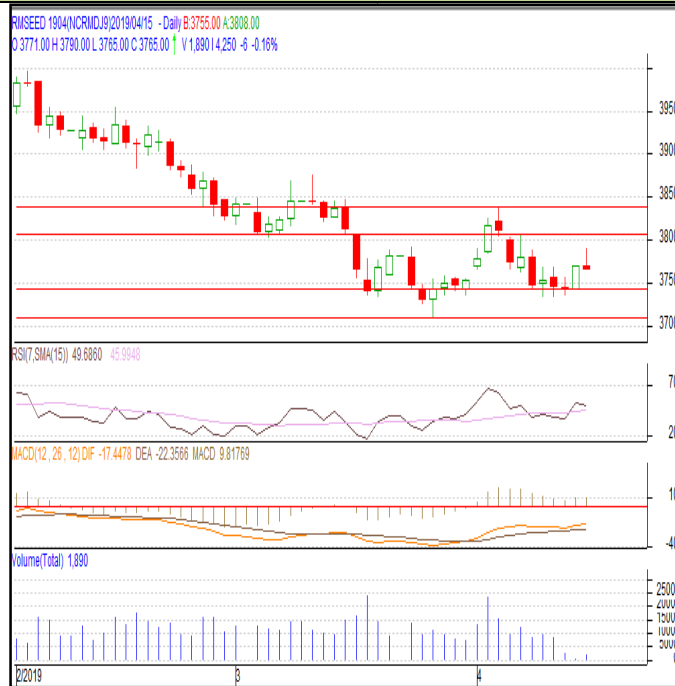 RMSEED 1904(NCRMDJ9)2019/04/15 - Daily B:3755.00 A:3808.00
O 3771.00 H 3790.00 L 3765.00 C 3765.00 V 1,890 I 4,250 -6 -0.16%
3950
3900
3850
3800
3750
3700
RSI(7,SMA(15)) 49.6860 45.9948
70
20
MACD(12 , 26 , 12) DIF -17.4478 DEA -22.3566 MACD 9.81769
10
-40
Volume(Total) 1,890
2500
2000
1500
1000
5000
0
2/2019 3 4